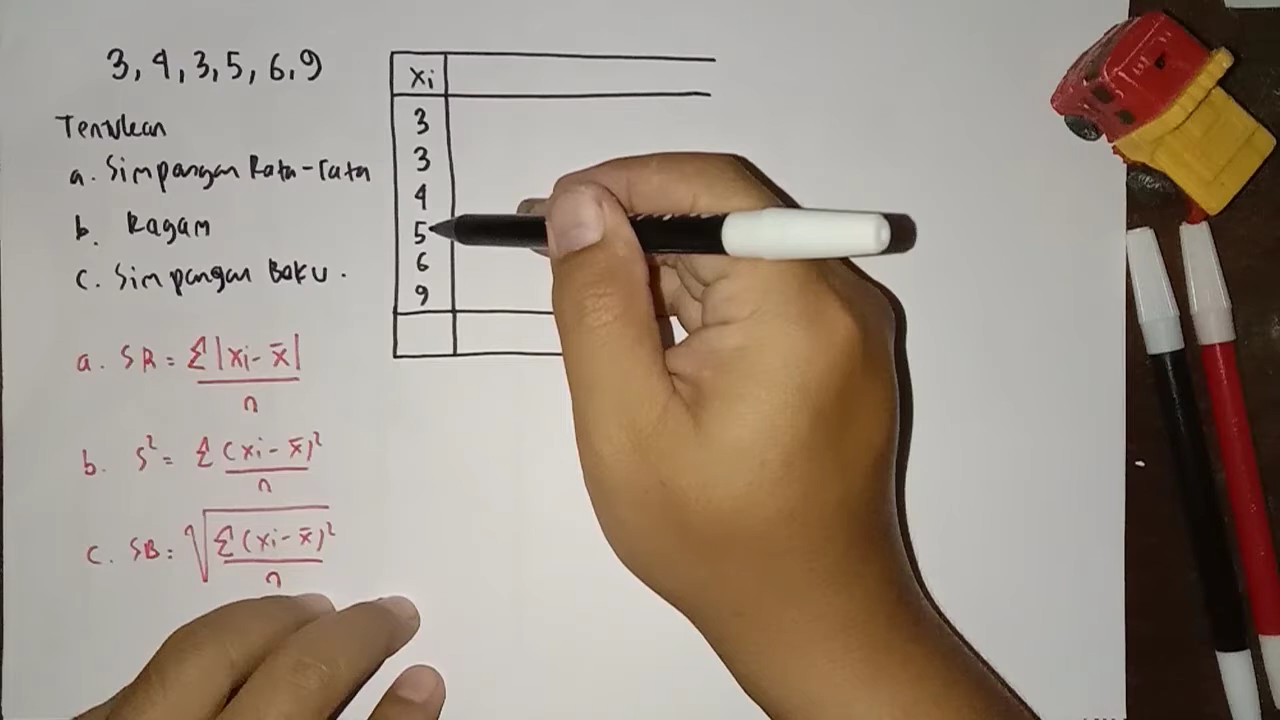 3, 4, 3, 5, 6, 9
Tentukan
a. Simpangan Rata-rata
b. Ragam
c. Simpangan Baku.
a. SR = Σ|xi - x̄| / n
b. S² = Σ (xi - x̄)² / n
c. SB = √(Σ (xi - x̄)² / n)
xi
3
3
4
5
6
9